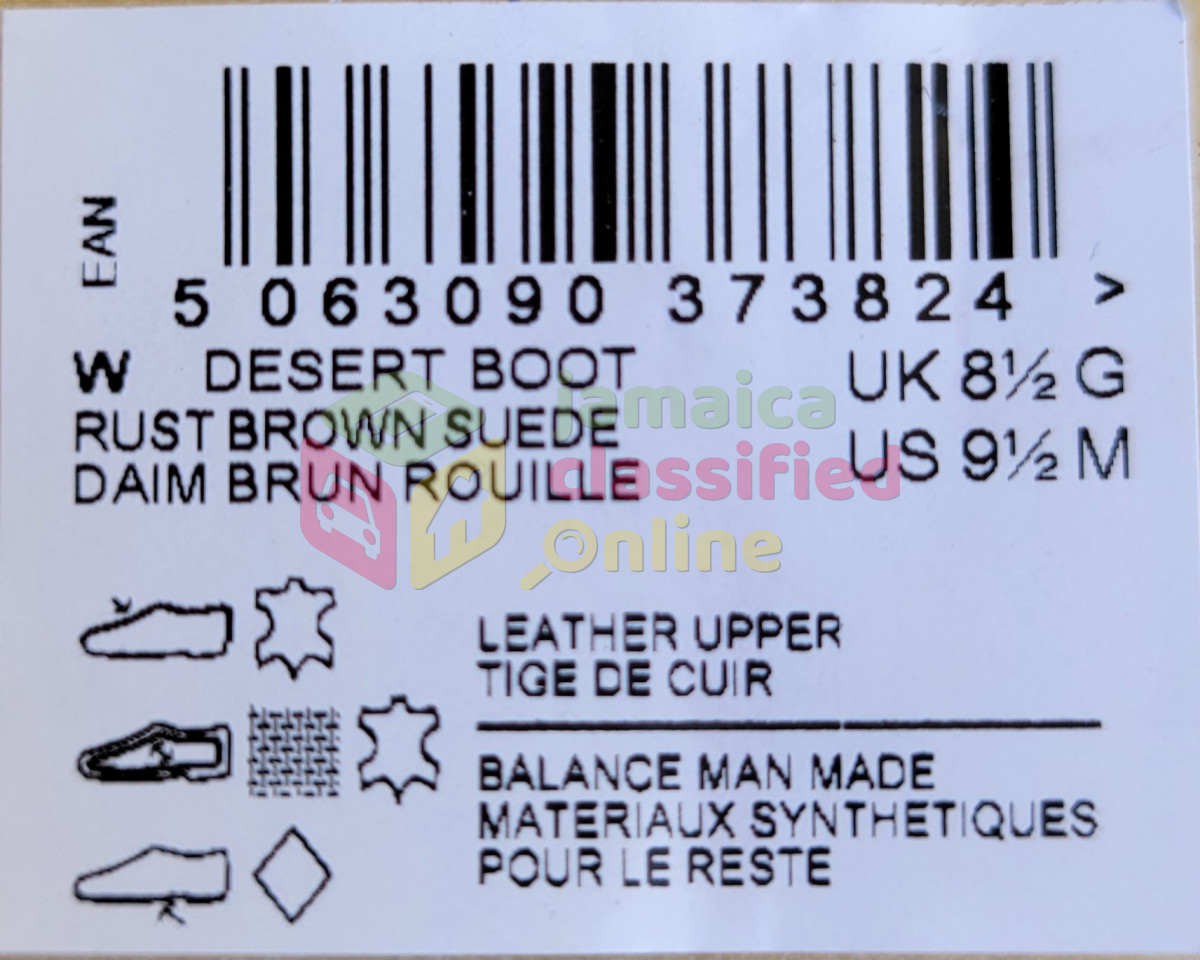 EAN
5 063090 373824 >
W DESERT BOOT UK 8½ G
RUST BROWN SUEDE US 9½ M
DAIM BRUN ROUILLE
jamaica
classified
Online
LEATHER UPPER
TIGE DE CUIR
BALANCE MAN MADE
MATERIAUX SYNTHETIQUES
POUR LE RESTE